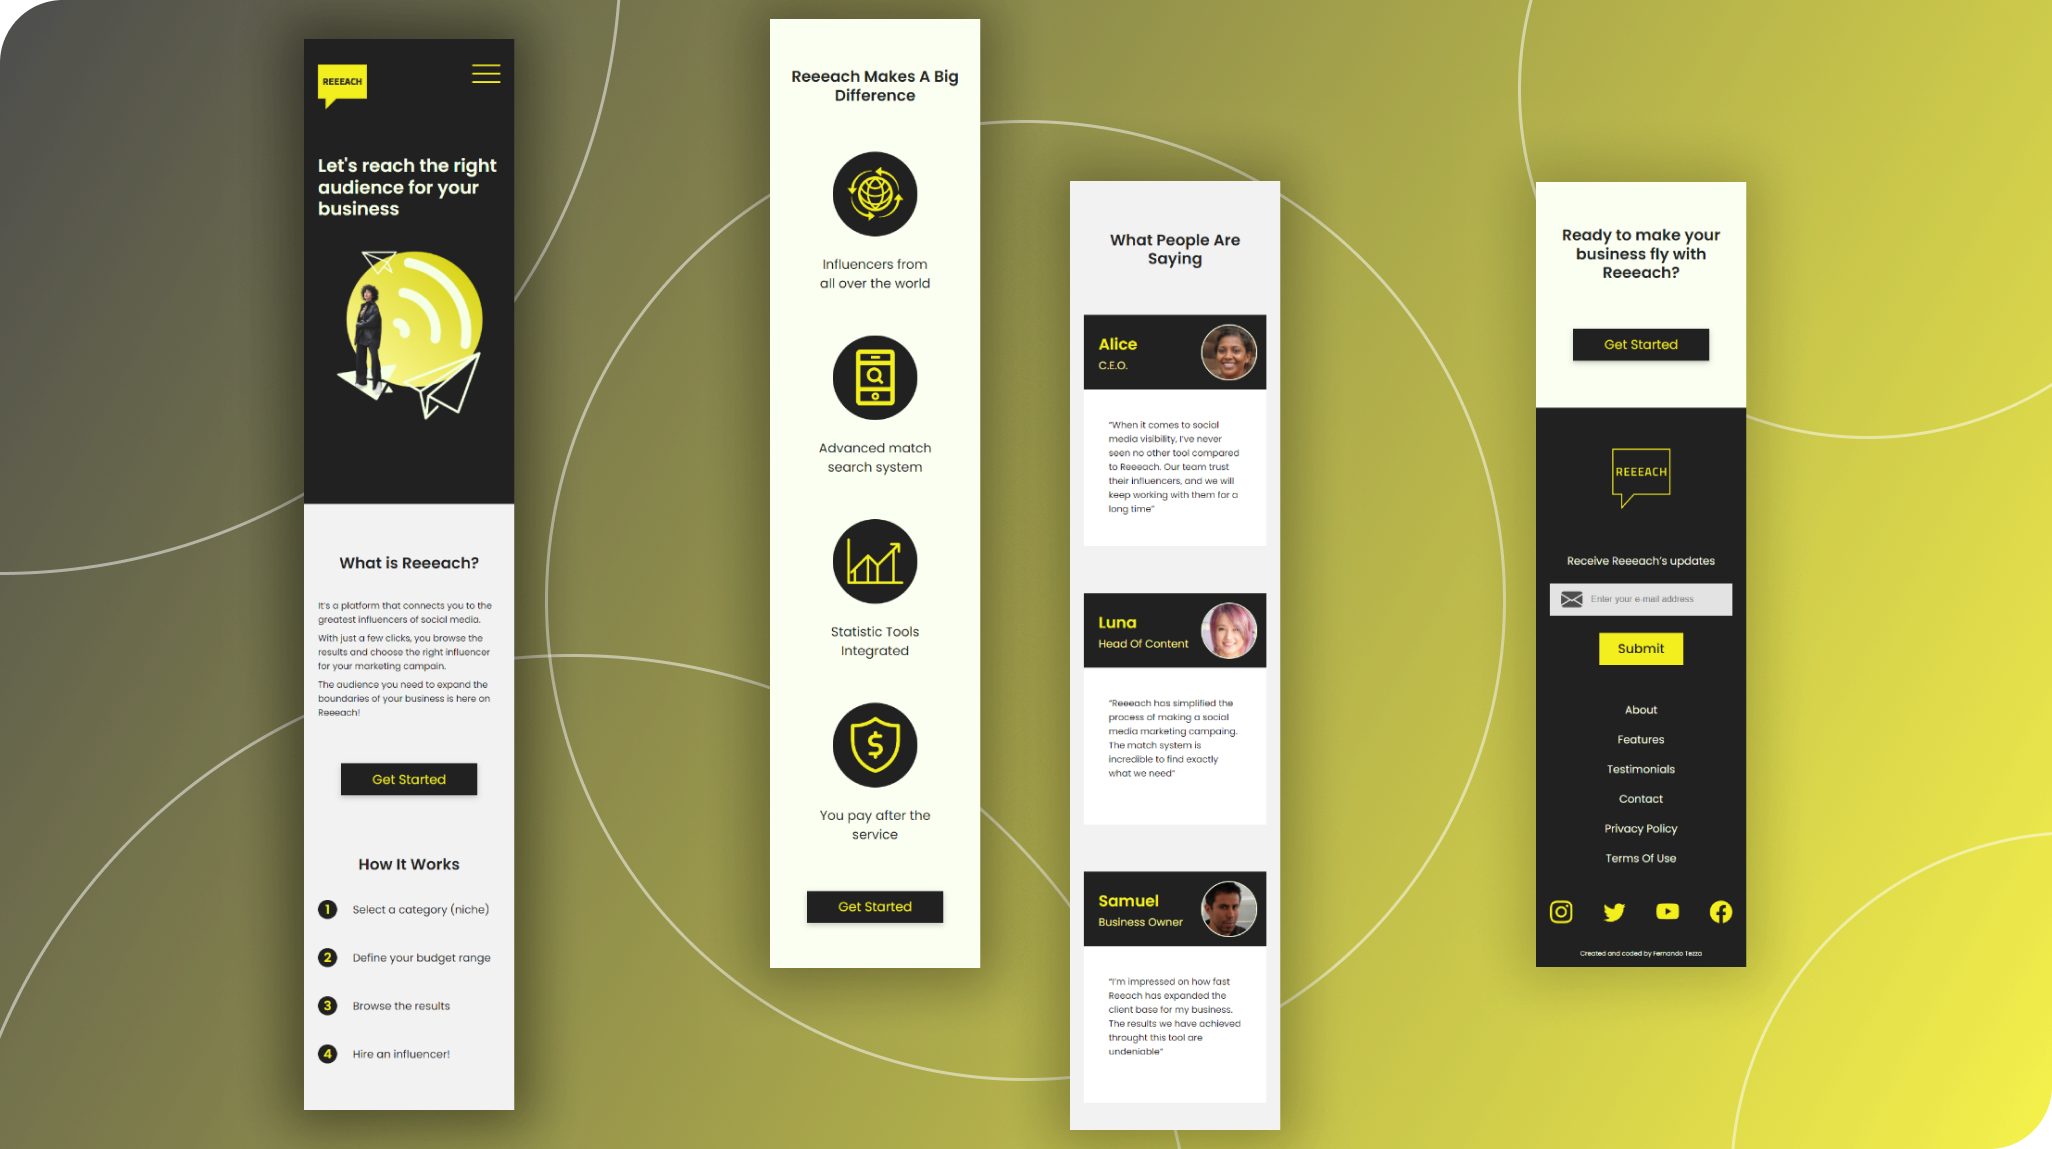 REEEACH
Let's reach the right
audience for your
business
What is Reeeach?
It's a platform that connects you to the
greatest influencers of social media.
With just a few clicks, you browse the
results and choose the right influencer
for your marketing campain.
The audience you need to expand the
boundaries of your business is here on
Reeeach!
Get Started
How It Works
1 Select a category (niche)
2 Define your budget range
3 Browse the results
4 Hire an influencer!
Reeeach Makes A Big
Difference
Influencers from
all over the world
Advanced match
search system
Statistic Tools
Integrated
$
You pay after the
service
Get Started
What People Are
Saying
Alice
C.E.O.
“When it comes to social
media visibility, I've never
seen no other tool compared
to Reeeach. Our team trust
their influencers, and we will
keep working with them for a
long time”
Luna
Head Of Content
“Reeeach has simplified the
process of making a social
media marketing campaing.
The match system is
incredible to find exactly
what we need”
Samuel
Business Owner
“I'm impressed on how fast
Reeach has expanded the
client base for my business.
The results we have achieved
throught this tool are
undeniable”
Ready to make your
business fly with
Reeeach?
Get Started
REEEACH
Receive Reeeach's updates
Enter your e-mail address
Submit
About
Features
Testimonials
Contact
Privacy Policy
Terms Of Use
Created and coded by Fernando Tezza